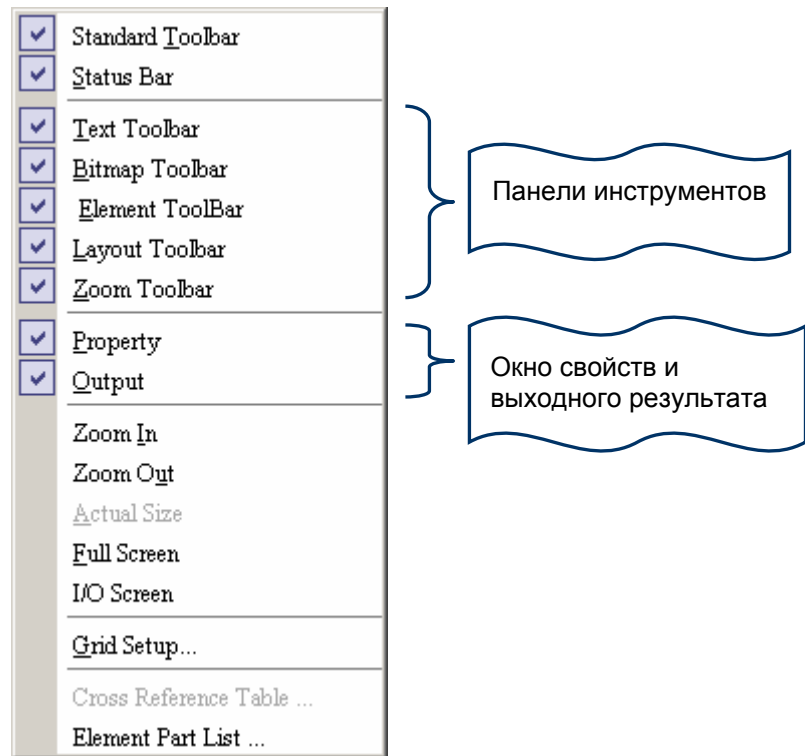 Standard Toolbar
Status Bar
Text Toolbar
Bitmap Toolbar
Element ToolBar
Layout Toolbar
Zoom Toolbar
Панели инструментов
Property
Output
Окно свойств и
выходного результата
Zoom In
Zoom Out
Actual Size
Full Screen
I/O Screen
Grid Setup...
Cross Reference Table ...
Element Part List ...